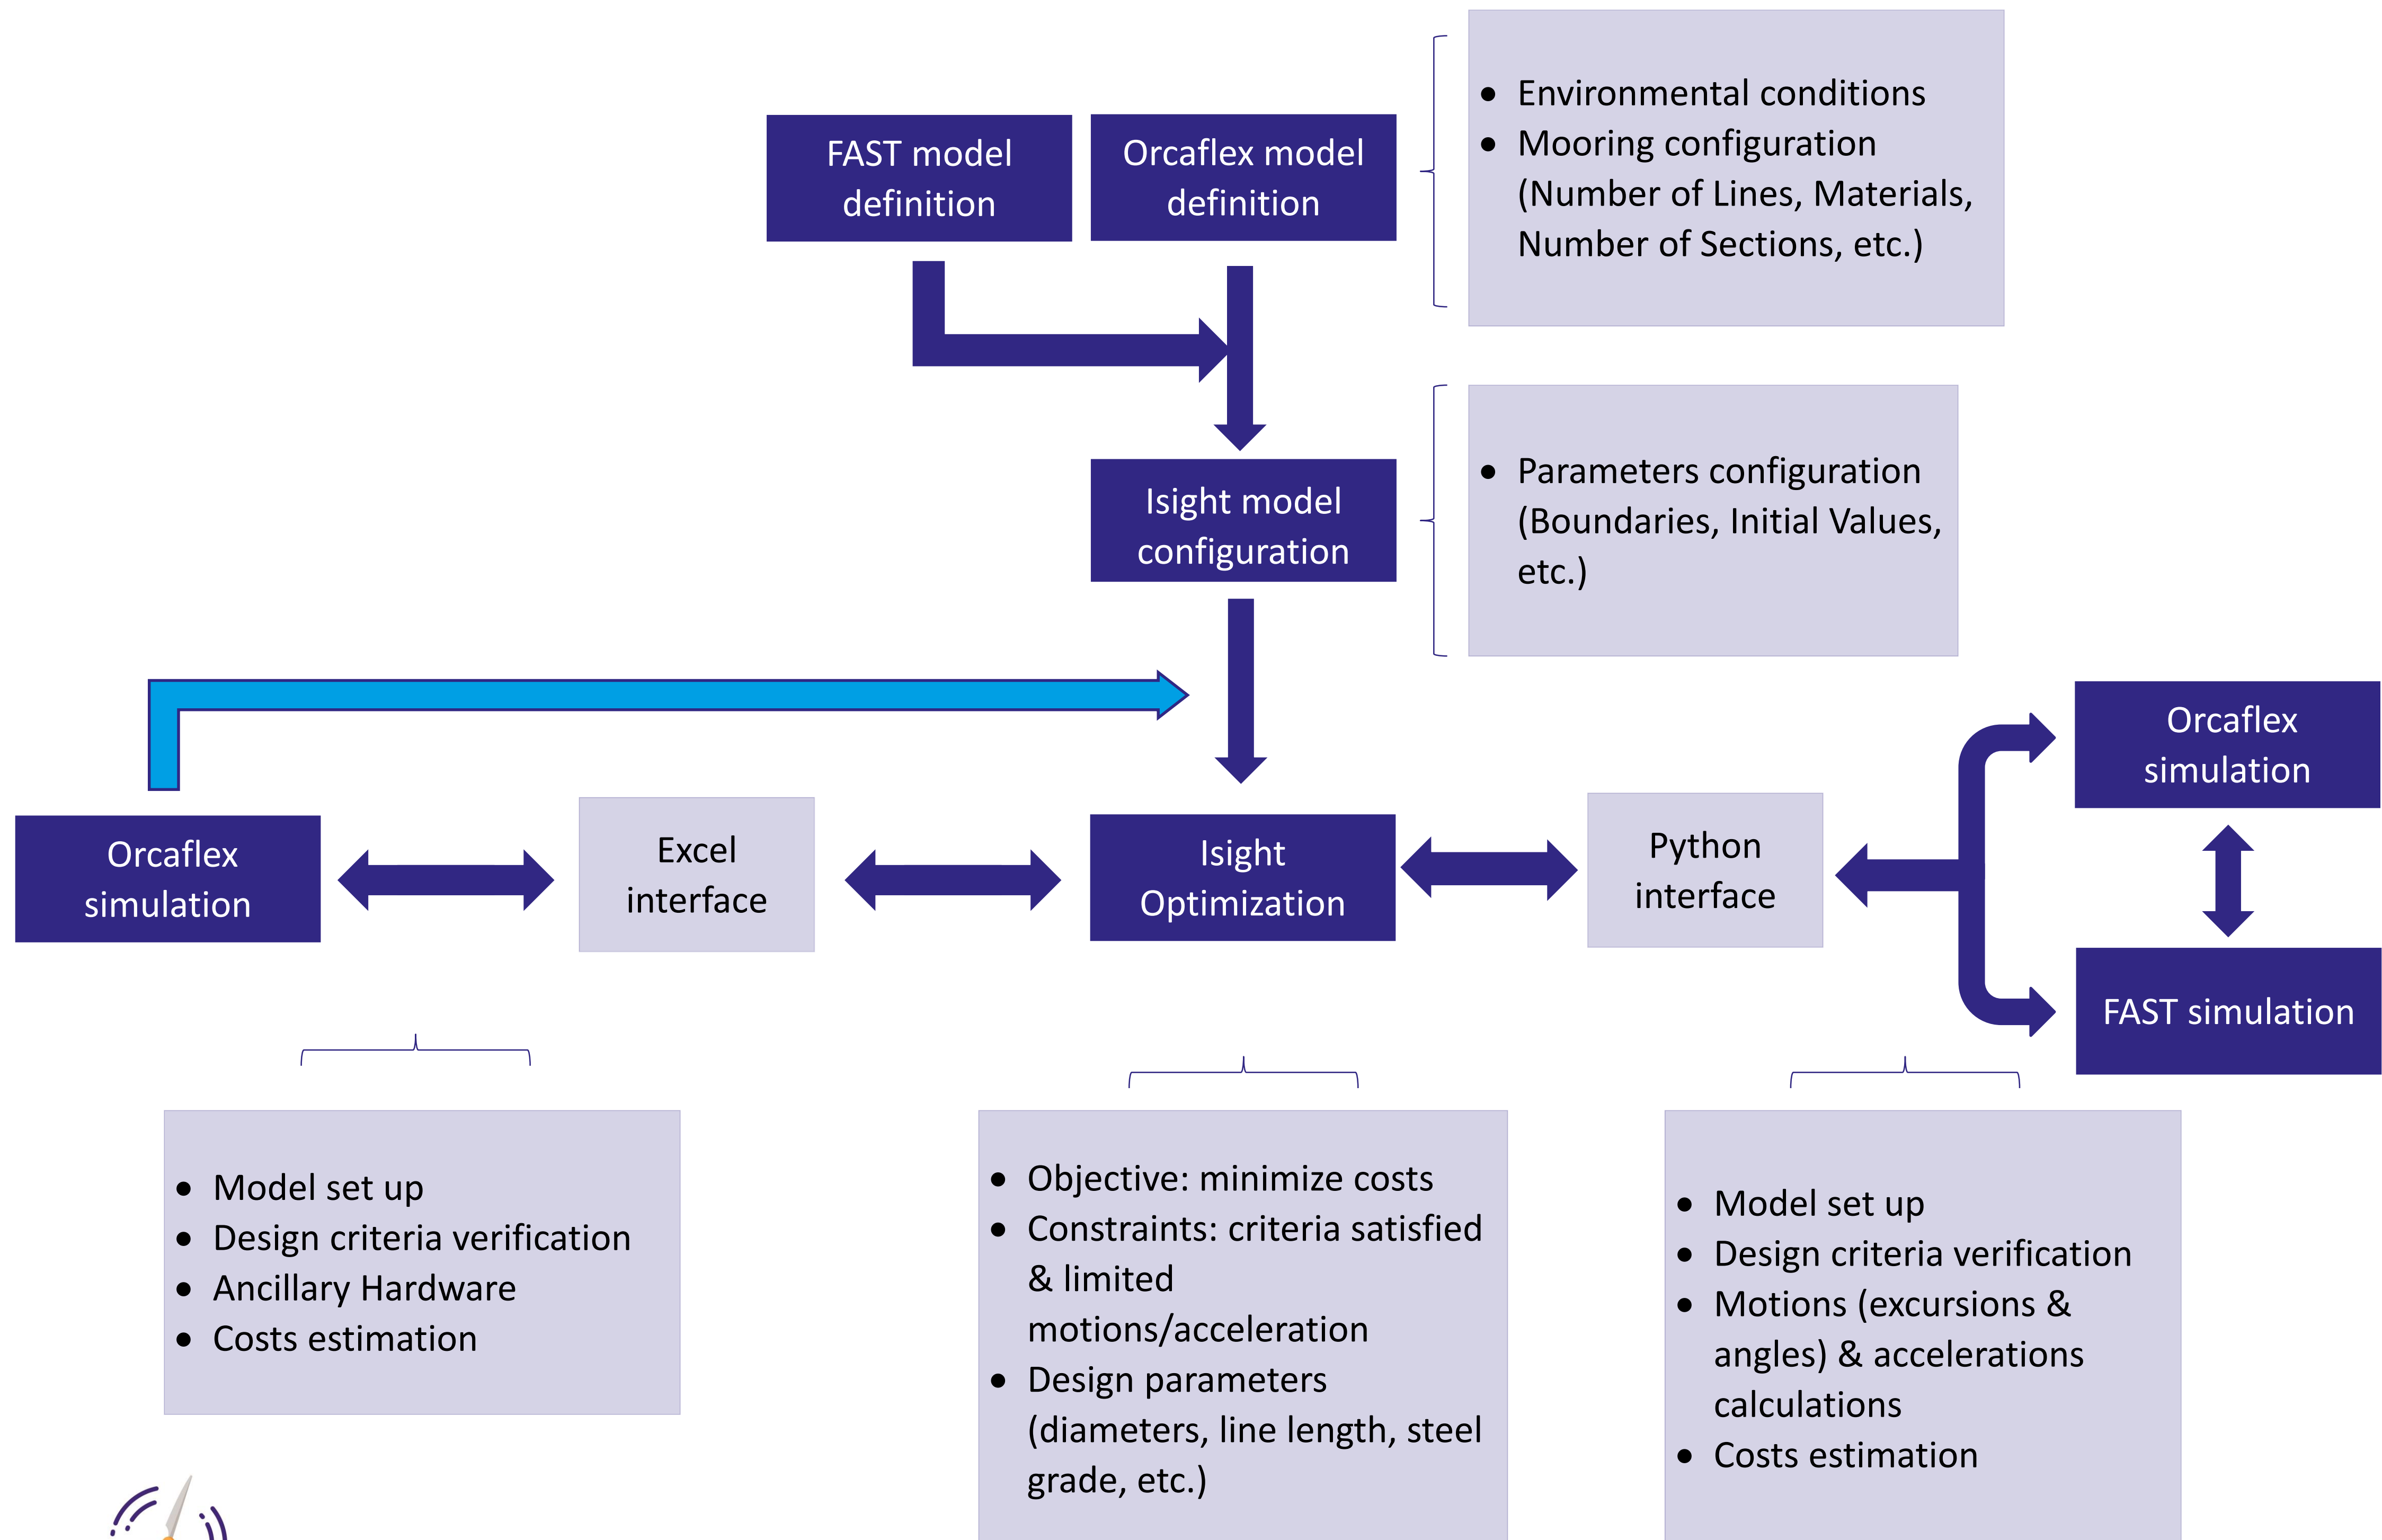 FAST model
definition
Orcaflex model
definition
• Environmental conditions
• Mooring configuration
(Number of Lines, Materials,
Number of Sections, etc.)
Isight model
configuration
• Parameters configuration
(Boundaries, Initial Values,
etc.)
Orcaflex
simulation
Excel
interface
Isight
Optimization
Python
interface
Orcaflex
simulation
FAST simulation
• Model set up
• Design criteria verification
• Ancillary Hardware
• Costs estimation
• Objective: minimize costs
• Constraints: criteria satisfied
& limited
motions/acceleration
• Design parameters
(diameters, line length, steel
grade, etc.)
• Model set up
• Design criteria verification
• Motions (excursions &
angles) & accelerations
calculations
• Costs estimation